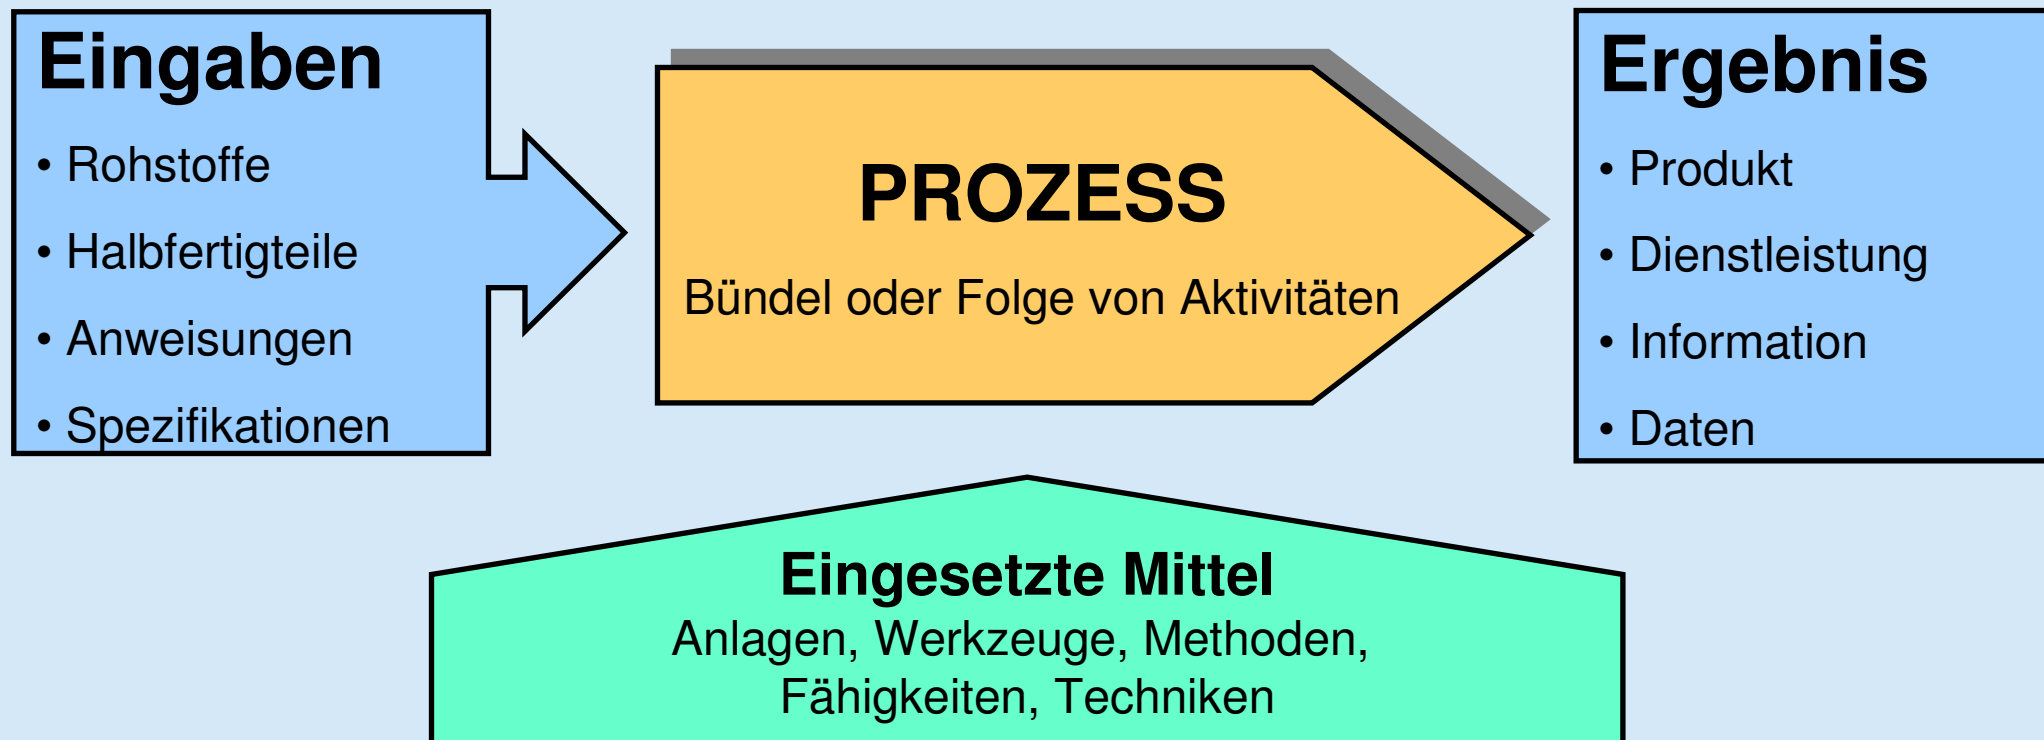 Eingaben
• Rohstoffe
• Halbfertigteile
• Anweisungen
• Spezifikationen
PROZESS
Bündel oder Folge von Aktivitäten
Ergebnis
• Produkt
• Dienstleistung
• Information
• Daten
Eingesetzte Mittel
Anlagen, Werkzeuge, Methoden,
Fähigkeiten, Techniken